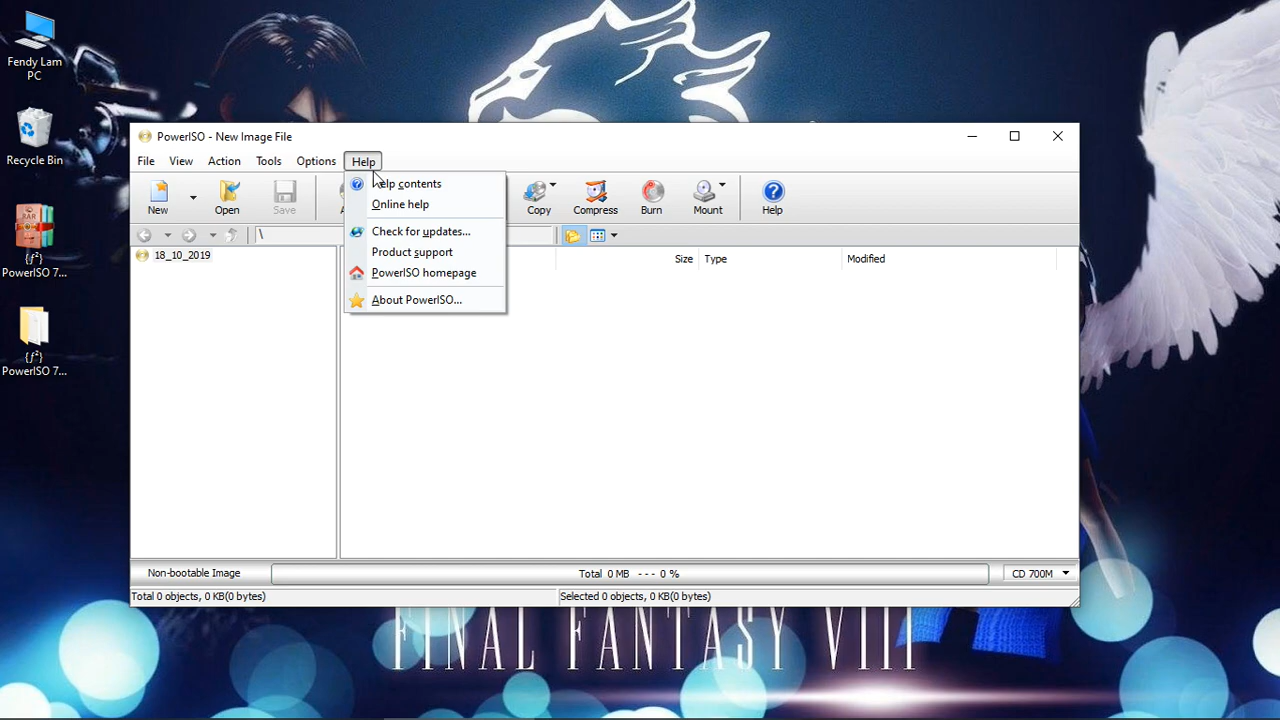 Fendy Lam
PC
Recycle Bin
{ƒ²}
PowerISO 7...
{ƒ²}
PowerISO 7...
PowerISO - New Image File
File View Action Tools Options Help
New Open Save Copy Compress Burn Mount Help
Help contents
Online help
Check for updates...
Product support
PowerISO homepage
About PowerISO...
\
18_10_2019
Size Type Modified
Non-bootable Image Total 0 MB --- 0 % CD 700M
Total 0 objects, 0 KB(0 bytes) Selected 0 objects, 0 KB(0 bytes)
FINAL FANTASY VIII